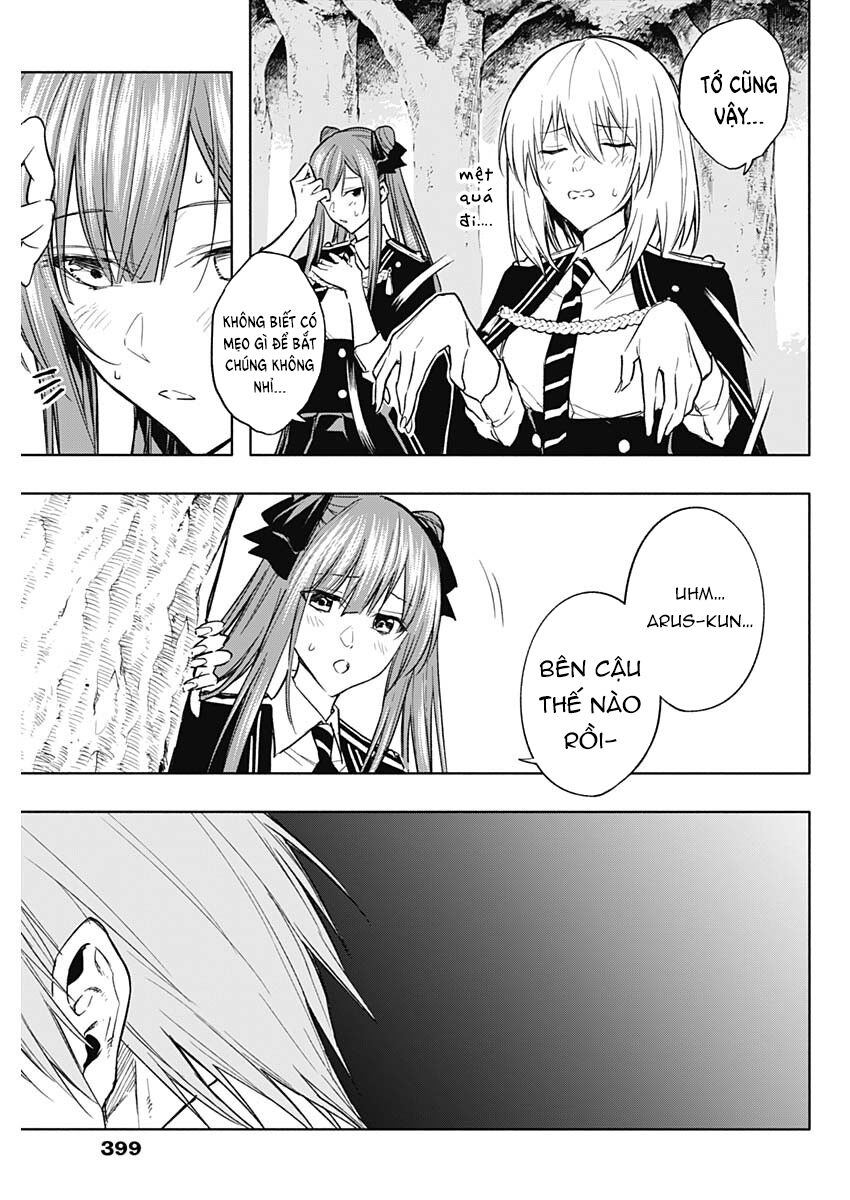 TỚ CŨNG
VẬY...
mệt
quá
đi....
KHÔNG BIẾT CÓ
MẸO GÌ ĐỂ BẮT
CHÚNG KHÔNG
NHỈ...
UHM...
ARUS-KUN...
BÊN CẬU
THẾ NÀO
RỒI-
399